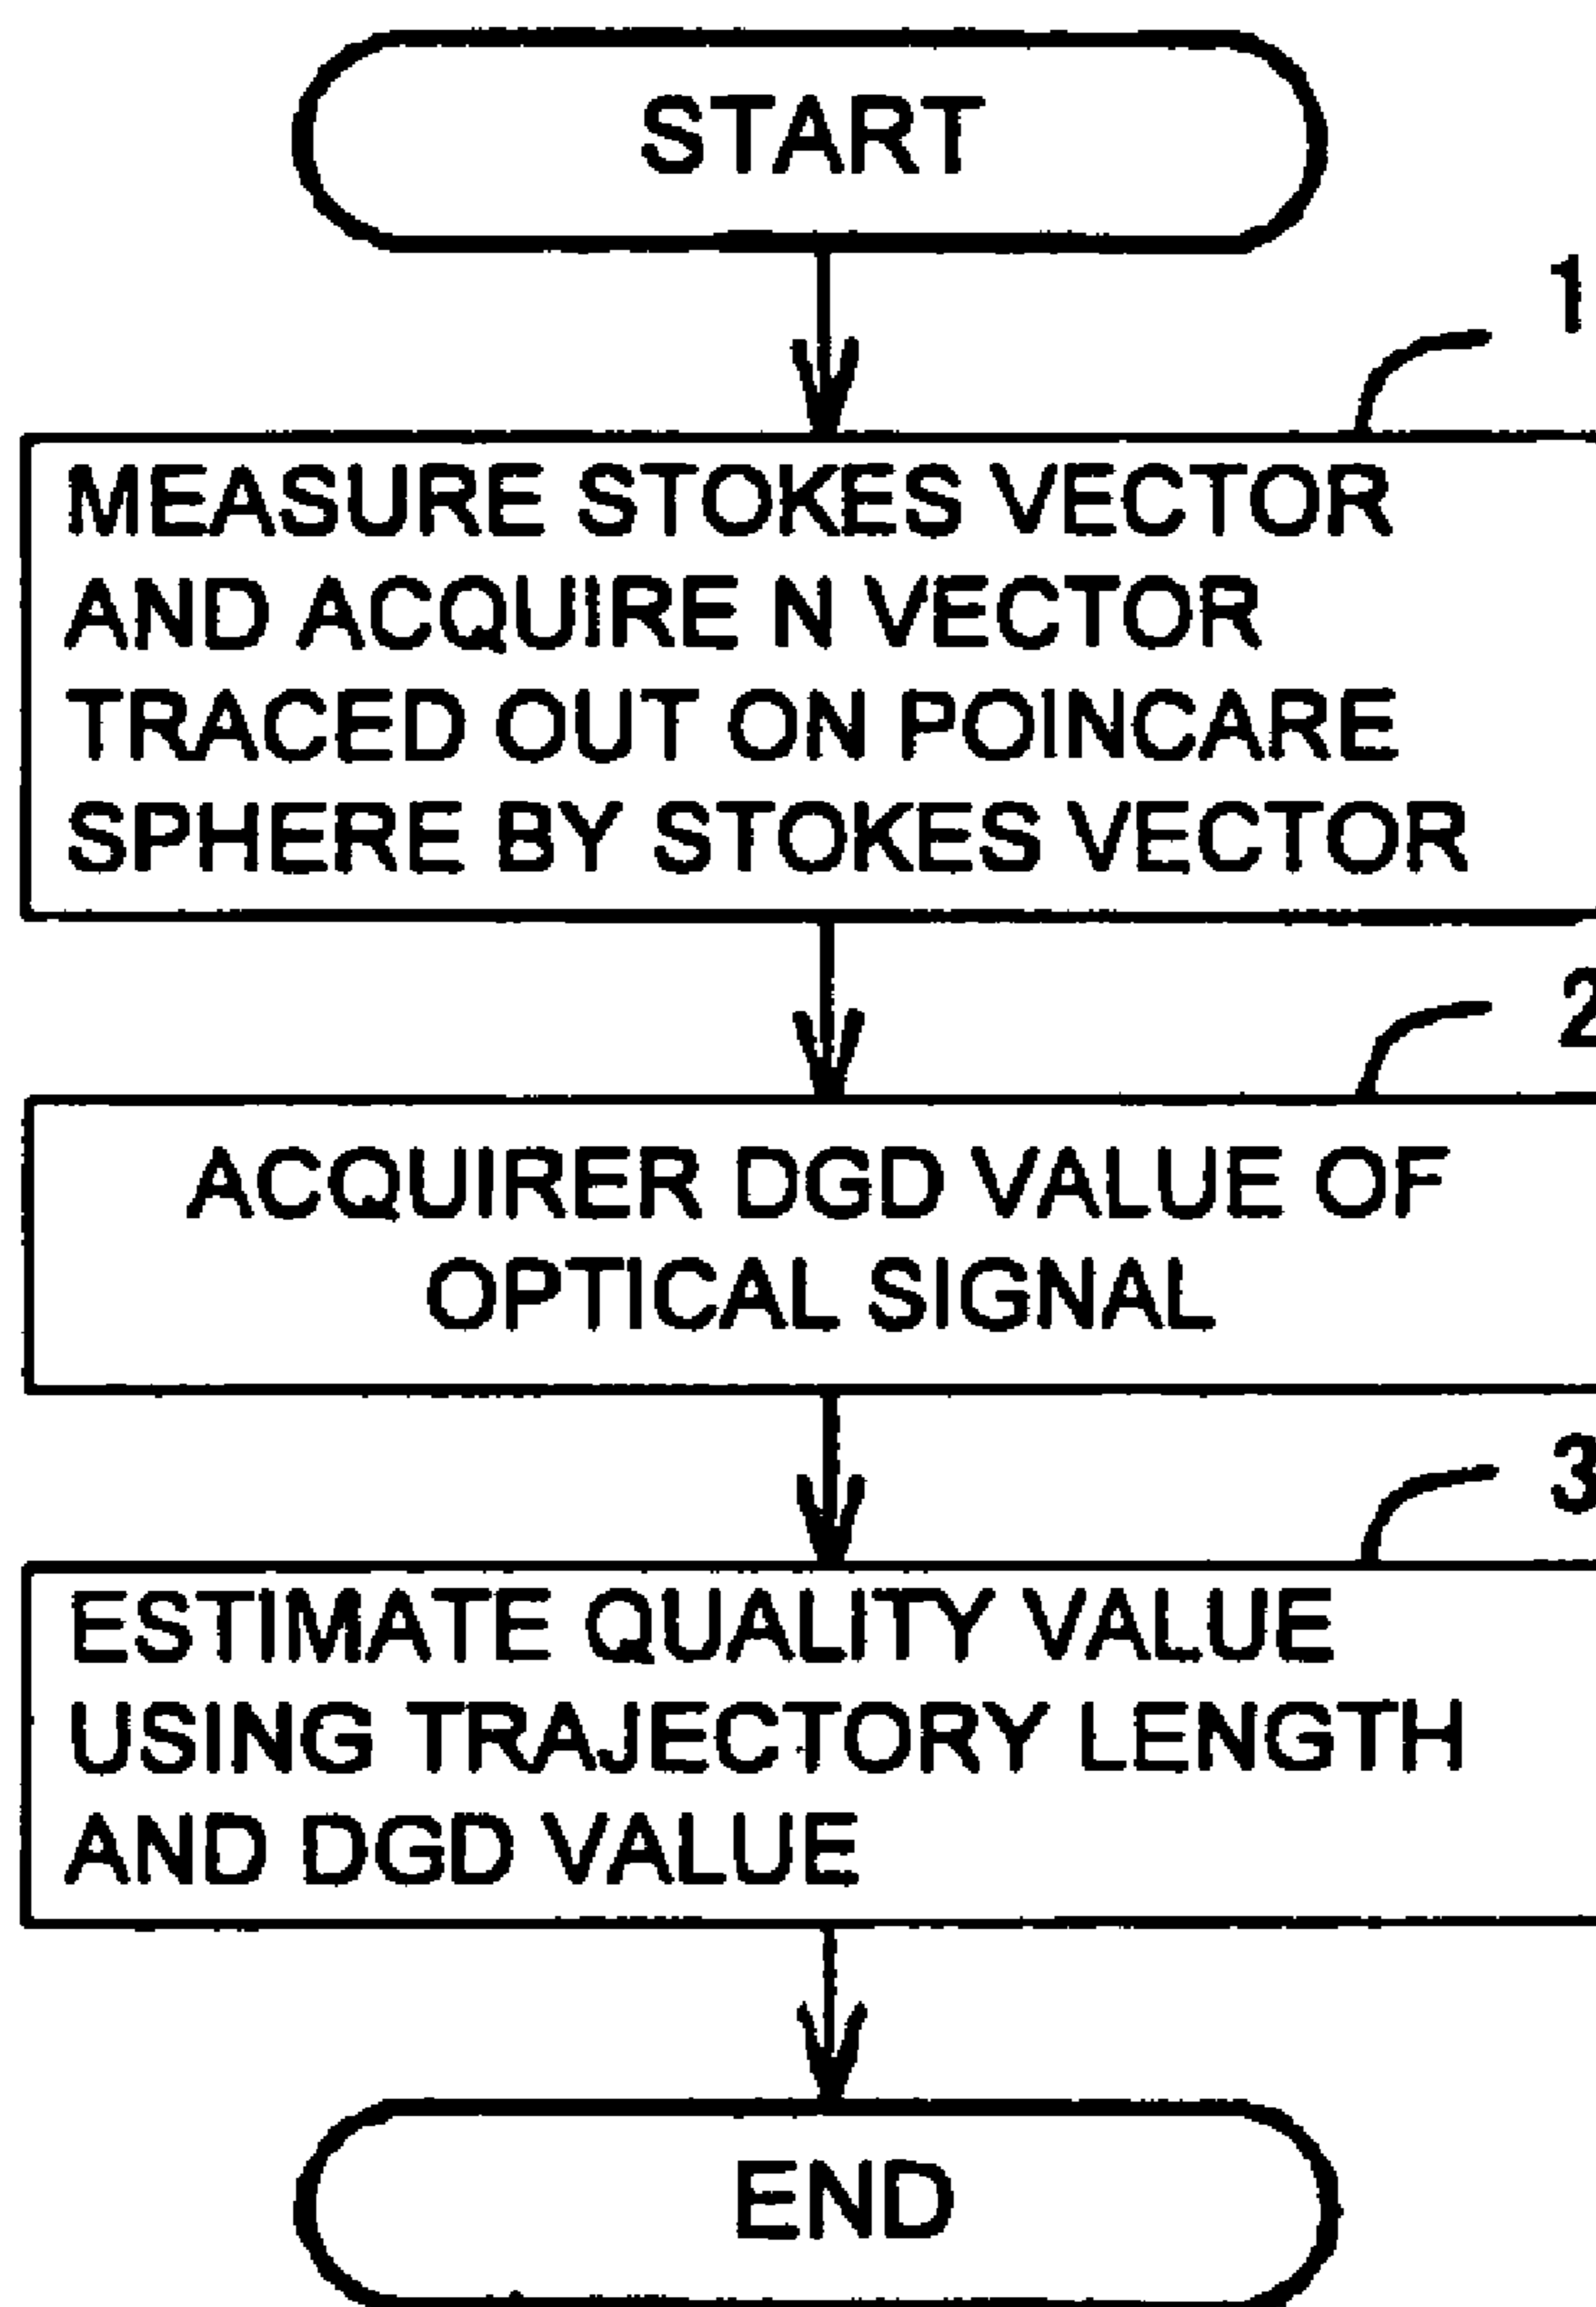 START
1
MEASURE STOKES VECTOR
AND ACQUIRE N VECTOR
TRACED OUT ON POINCARE
SPHERE BY STOKES VECTOR
2
ACQUIRER DGD VALUE OF
OPTICAL SIGNAL
3
ESTIMATE QUALITY VALUE
USING TRAJECTORY LENGTH
AND DGD VALUE
END